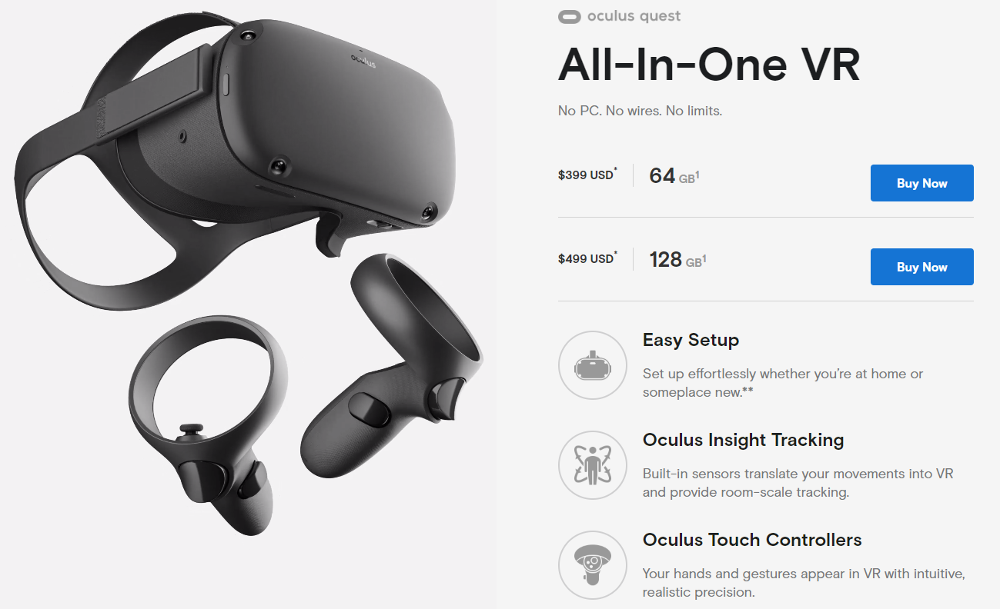 oculus
oculus quest
All-In-One VR
No PC. No wires. No limits.
$399 USD* 64 GB¹ Buy Now
$499 USD* 128 GB¹ Buy Now
Easy Setup
Set up effortlessly whether you’re at home or
someplace new.**
Oculus Insight Tracking
Built-in sensors translate your movements into VR
and provide room-scale tracking.
Oculus Touch Controllers
Your hands and gestures appear in VR with intuitive,
realistic precision.